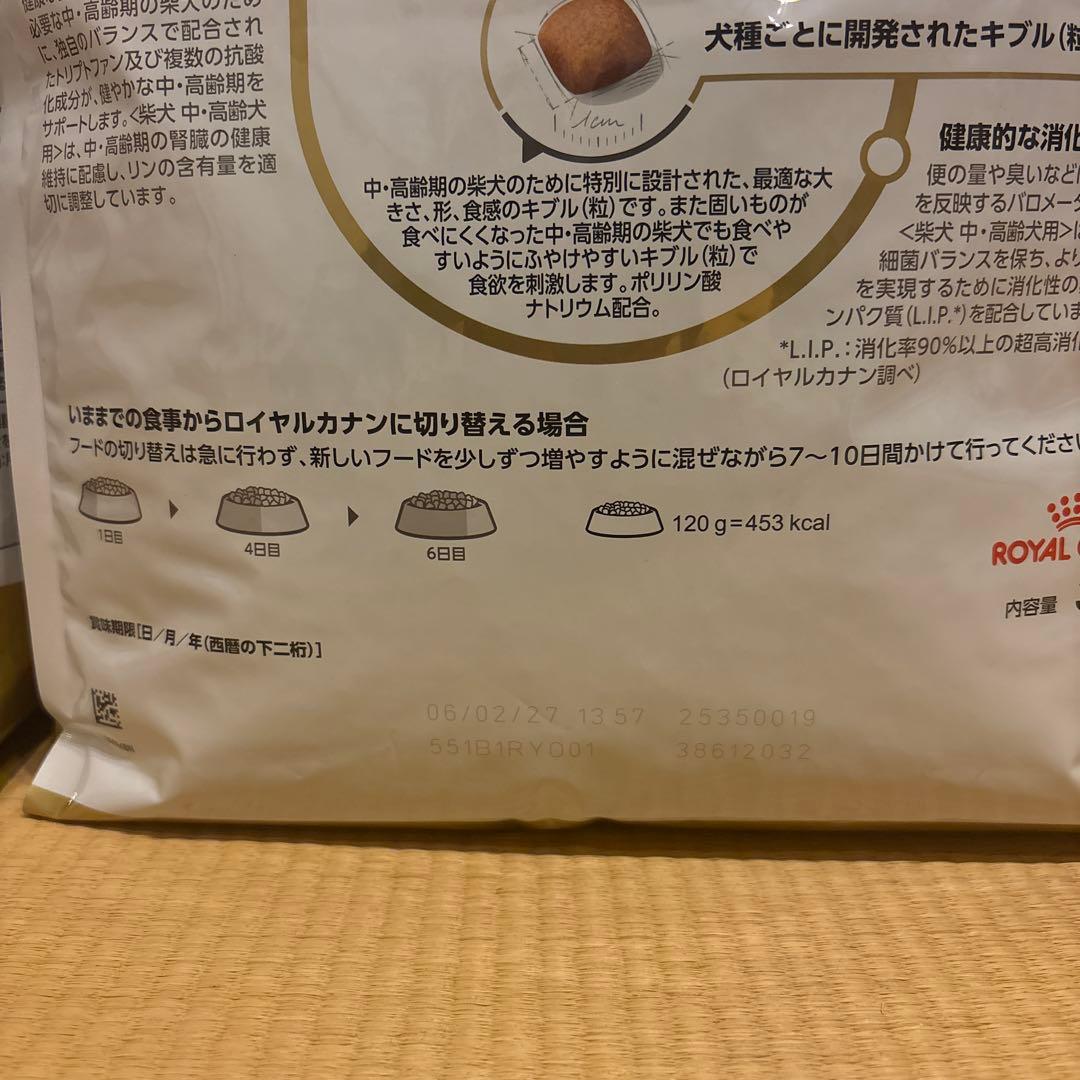 必要な中・高齢期の柴犬のため
に、独自のバランスで配合され
たトリプトファン及び複数の抗酸
化成分が、健やかな中・高齢期を
サポートします。<柴犬 中・高齢犬
用>は、中・高齢期の腎臓の健康
維持に配慮し、リンの含有量を適
切に調整しています。
1cm
犬種ごとに開発されたキブル(粒
中・高齢期の柴犬のために特別に設計された、最適な大
きさ、形、食感のキブル(粒)です。また固いものが
食べにくくなった中・高齢期の柴犬でも食べや
すいようにふやけやすいキブル(粒)で
食欲を刺激します。ポリリン酸
ナトリウム配合。
健康的な消化
便の量や臭いなど
を反映するバロメータ
<柴犬 中・高齢犬用>は
細菌バランスを保ち、より
を実現するために消化性の
ンパク質(L.I.P.*)を配合していま
*L.I.P.:消化率90%以上の超高消化
(ロイヤルカナン調べ)
いままでの食事からロイヤルカナンに切り替える場合
フードの切り替えは急に行わず、新しいフードを少しずつ増やすように混ぜながら7〜10日間かけて行ってください
1日目
4日目
6日目
120 g=453 kcal
ROYAL
内容量
賞味期限[日/月/年(西暦の下二桁)]
06/02/27 13 57 25350019
551B1RY001 38612032